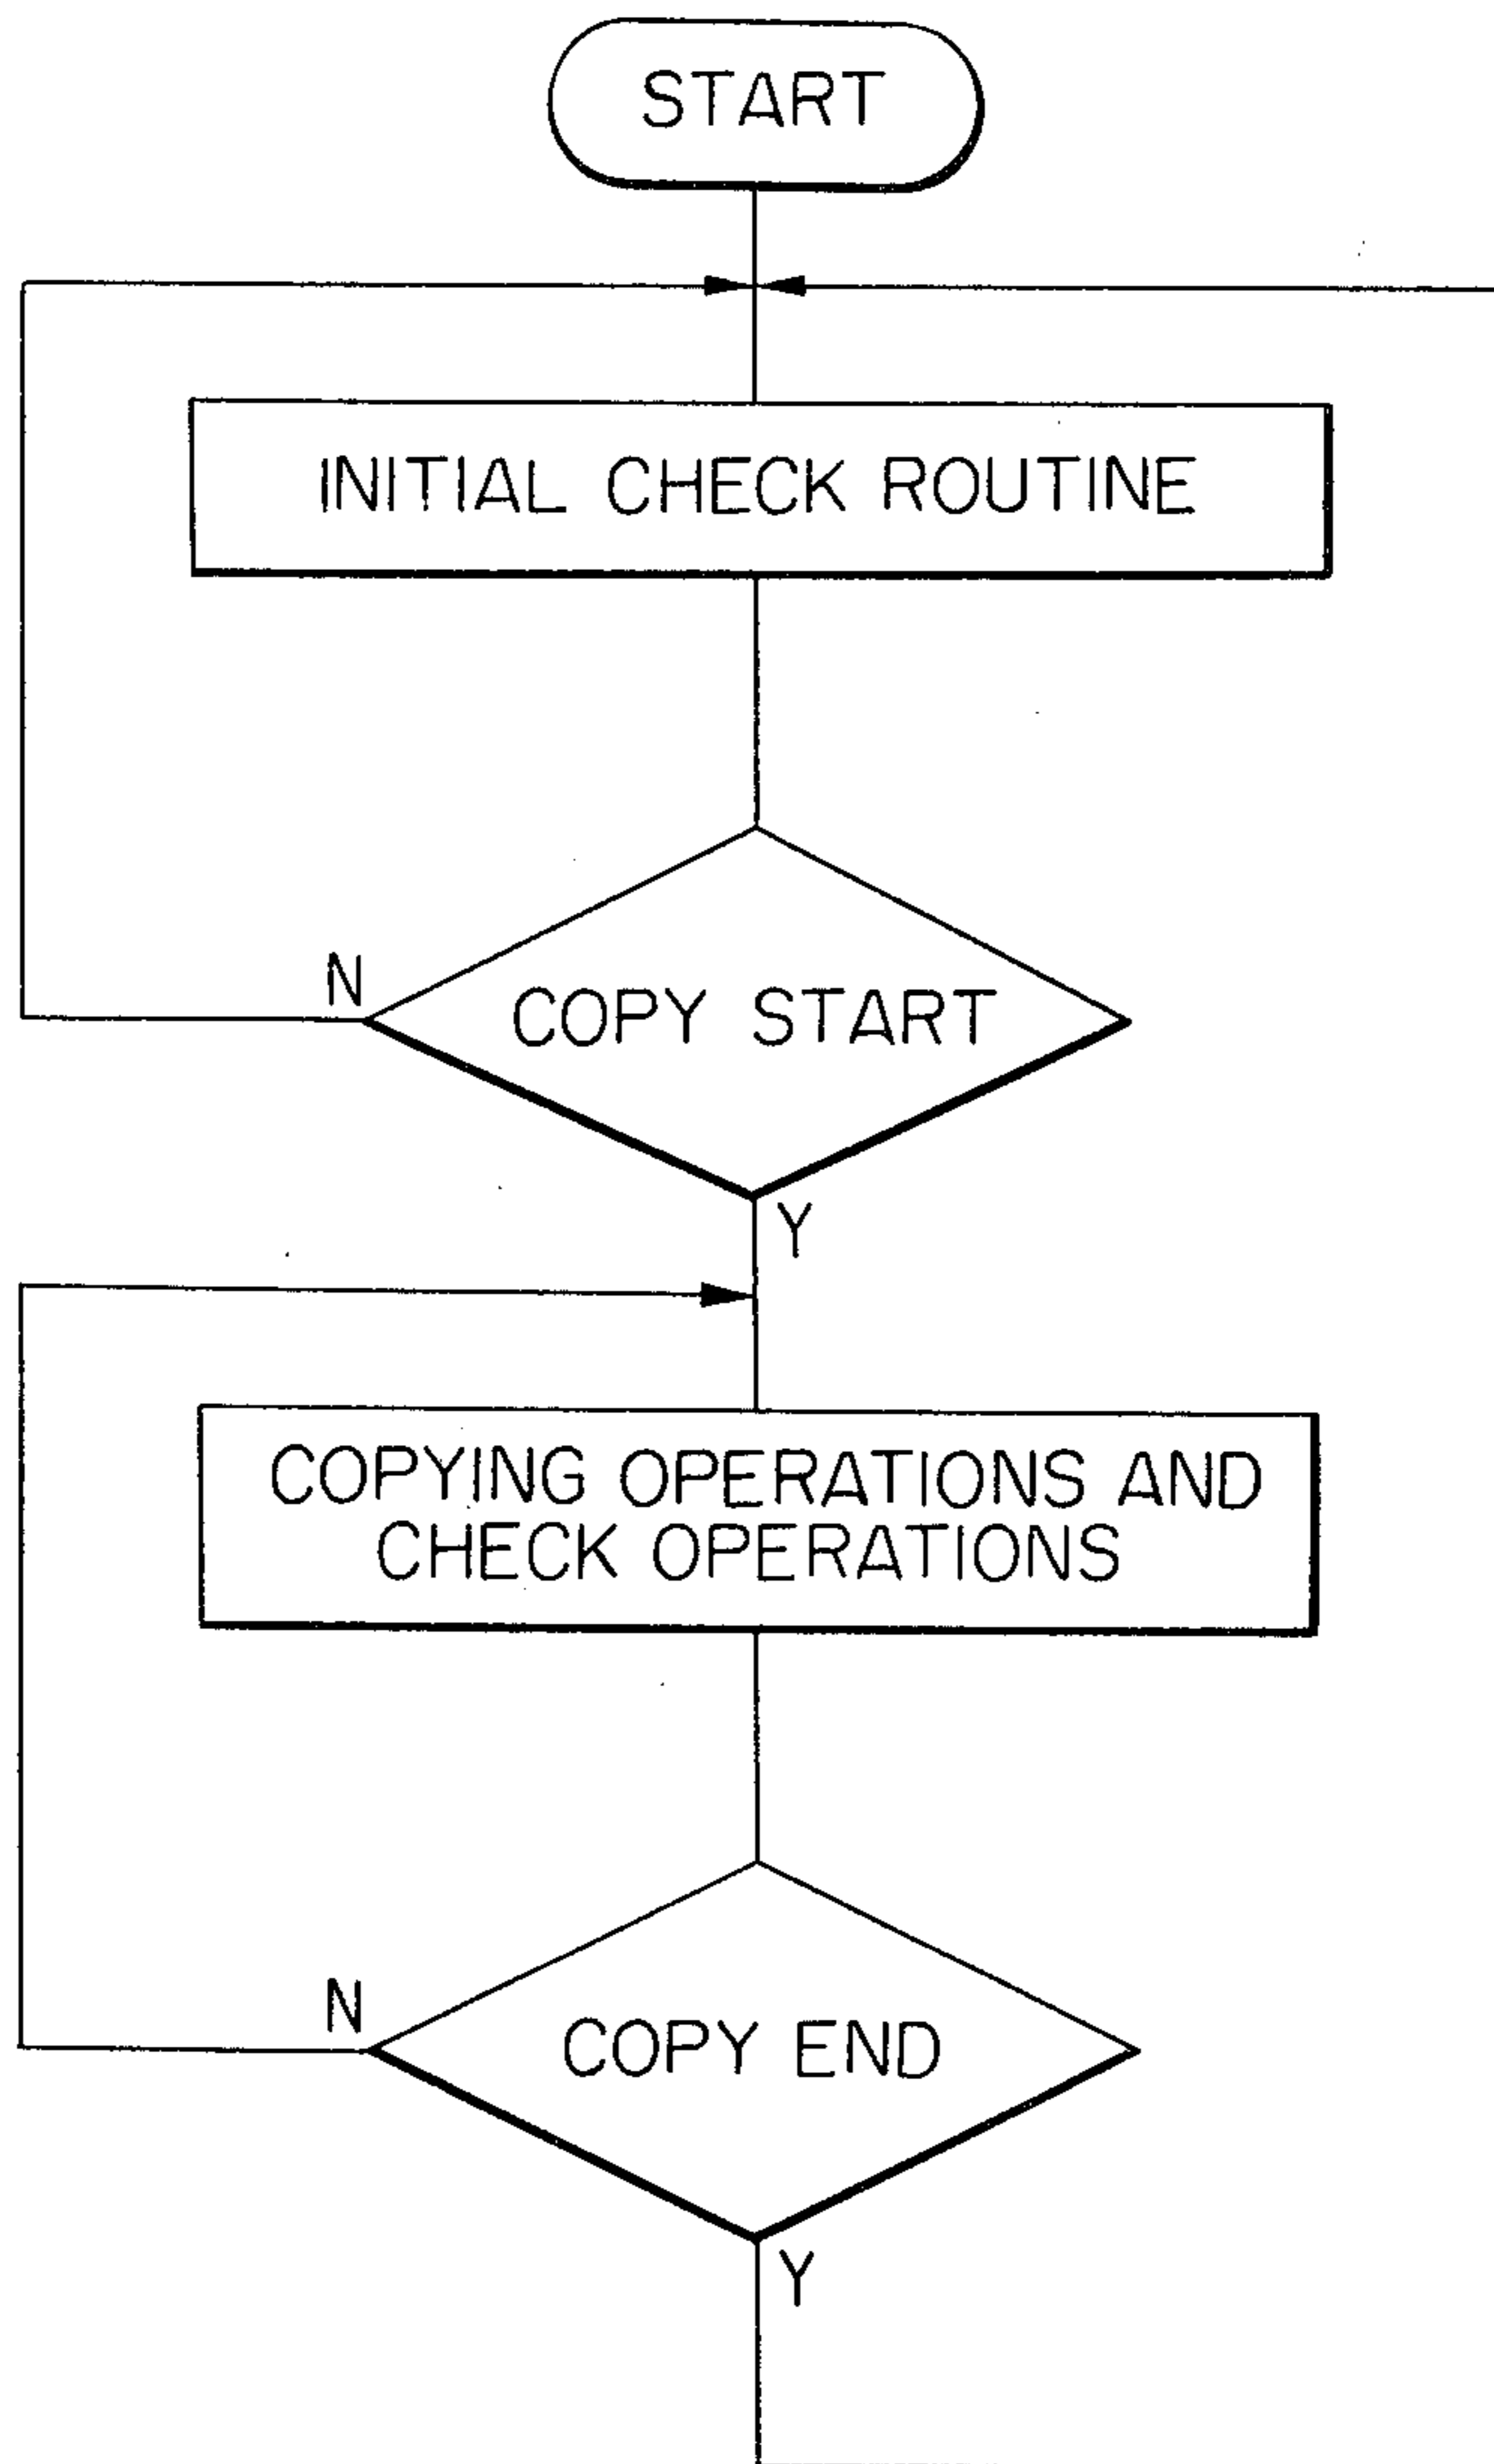 START
INITIAL CHECK ROUTINE
N
COPY START
Y
COPYING OPERATIONS AND
CHECK OPERATIONS
N
COPY END
Y